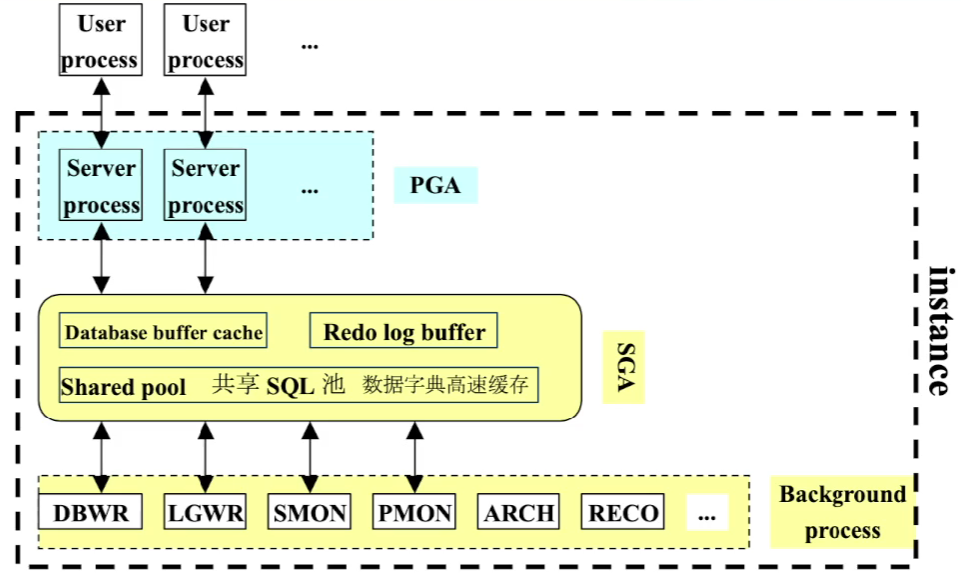 User process
User process
...
Server process
Server process
...
PGA
Database buffer cache
Redo log buffer
Shared pool 共享 SQL 池 数据字典高速缓存
SGA
instance
DBWR
LGWR
SMON
PMON
ARCH
RECO
...
Background
process